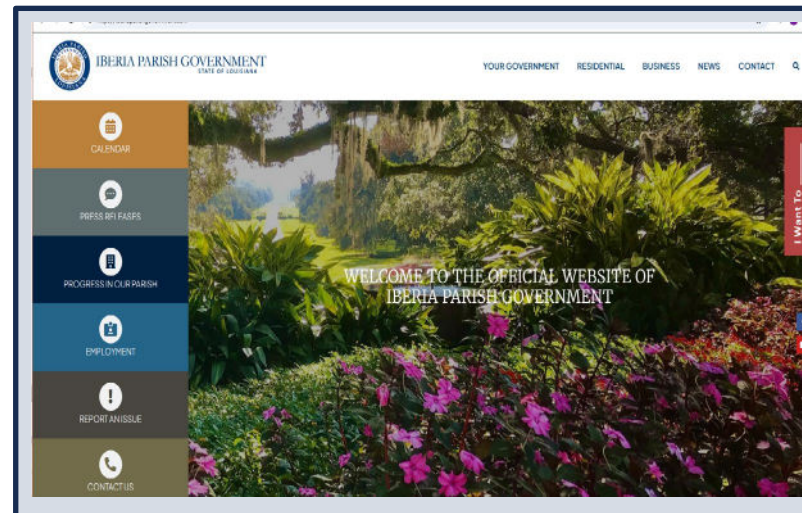 IBERIA PARISH GOVERNMENT
STATE OF LOUISIANA
YOUR GOVERNMENT RESIDENTIAL BUSINESS NEWS CONTACT
CALENDAR
PRESS RELEASES
PROGRESS IN OUR PARISH
EMPLOYMENT
REPORT AN ISSUE
CONTACT US
WELCOME TO THE OFFICIAL WEBSITE OF
IBERIA PARISH GOVERNMENT
I Want To